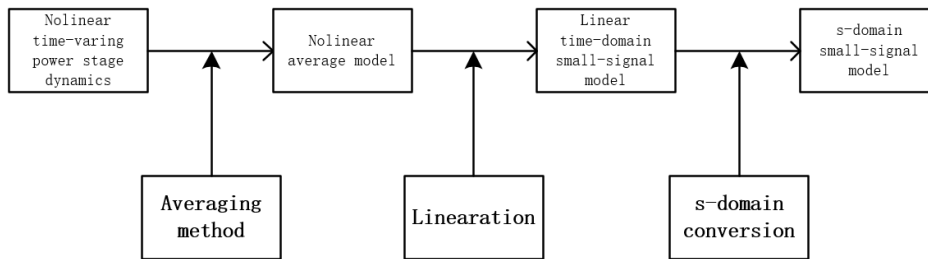 Nolinear
time-varing
power stage
dynamics
Nolinear
average model
Linear
time-domain
small-signal
model
s-domain
small-signal
model
Averaging
method
Linearation
s-domain
conversion